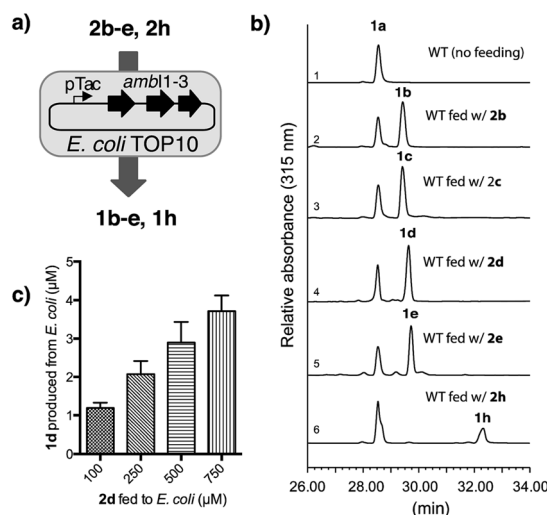 a)
2b-e, 2h
pTac
ambI1-3
E. coli TOP10
1b-e, 1h
b)
1a
WT (no feeding)
1
1b
WT fed w/ 2b
2
1c
WT fed w/ 2c
3
1d
WT fed w/ 2d
4
1e
WT fed w/ 2e
5
WT fed w/ 2h
1h
6
Relative absorbance (315 nm)
26.00 28.00 30.00 32.00 34.00
(min)
c)
1d produced from E. coli (μM)
5
4
3
2
1
0
100 250 500 750
2d fed to E. coli (μM)